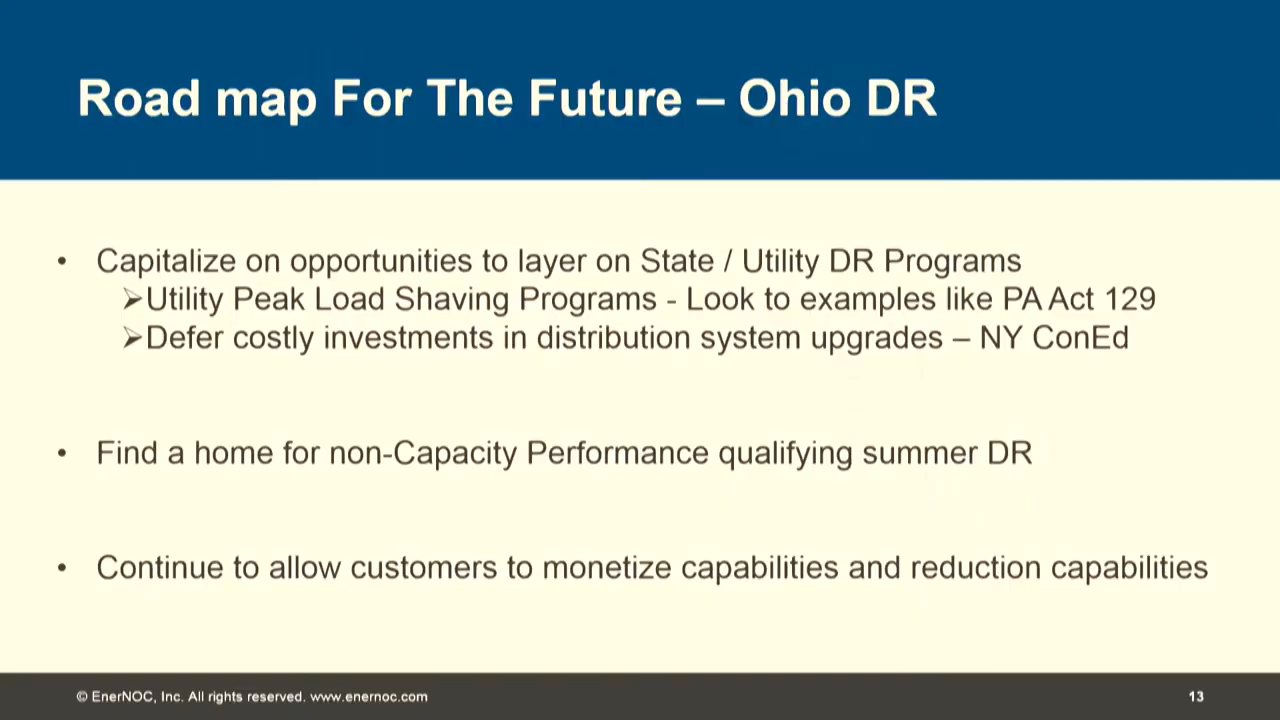 Road map For The Future – Ohio DR
• Capitalize on opportunities to layer on State / Utility DR Programs
➢Utility Peak Load Shaving Programs - Look to examples like PA Act 129
➢Defer costly investments in distribution system upgrades – NY ConEd
• Find a home for non-Capacity Performance qualifying summer DR
• Continue to allow customers to monetize capabilities and reduction capabilities
© EnerNOC, Inc. All rights reserved. www.enernoc.com
13